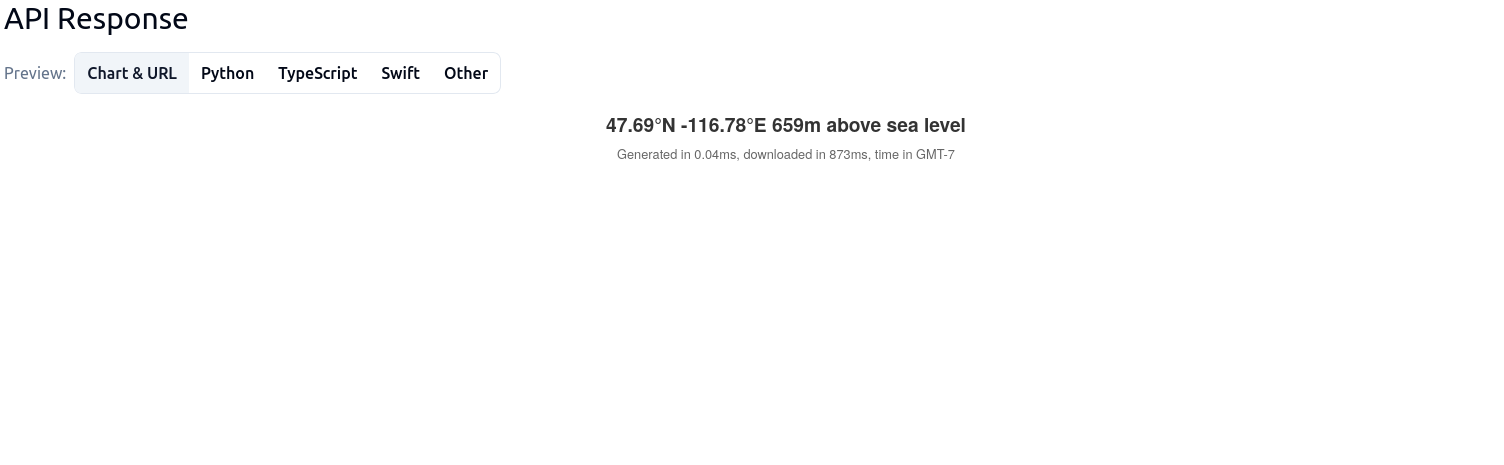 API Response
Preview: Chart & URL Python TypeScript Swift Other
47.69°N -116.78°E 659m above sea level
Generated in 0.04ms, downloaded in 873ms, time in GMT-7